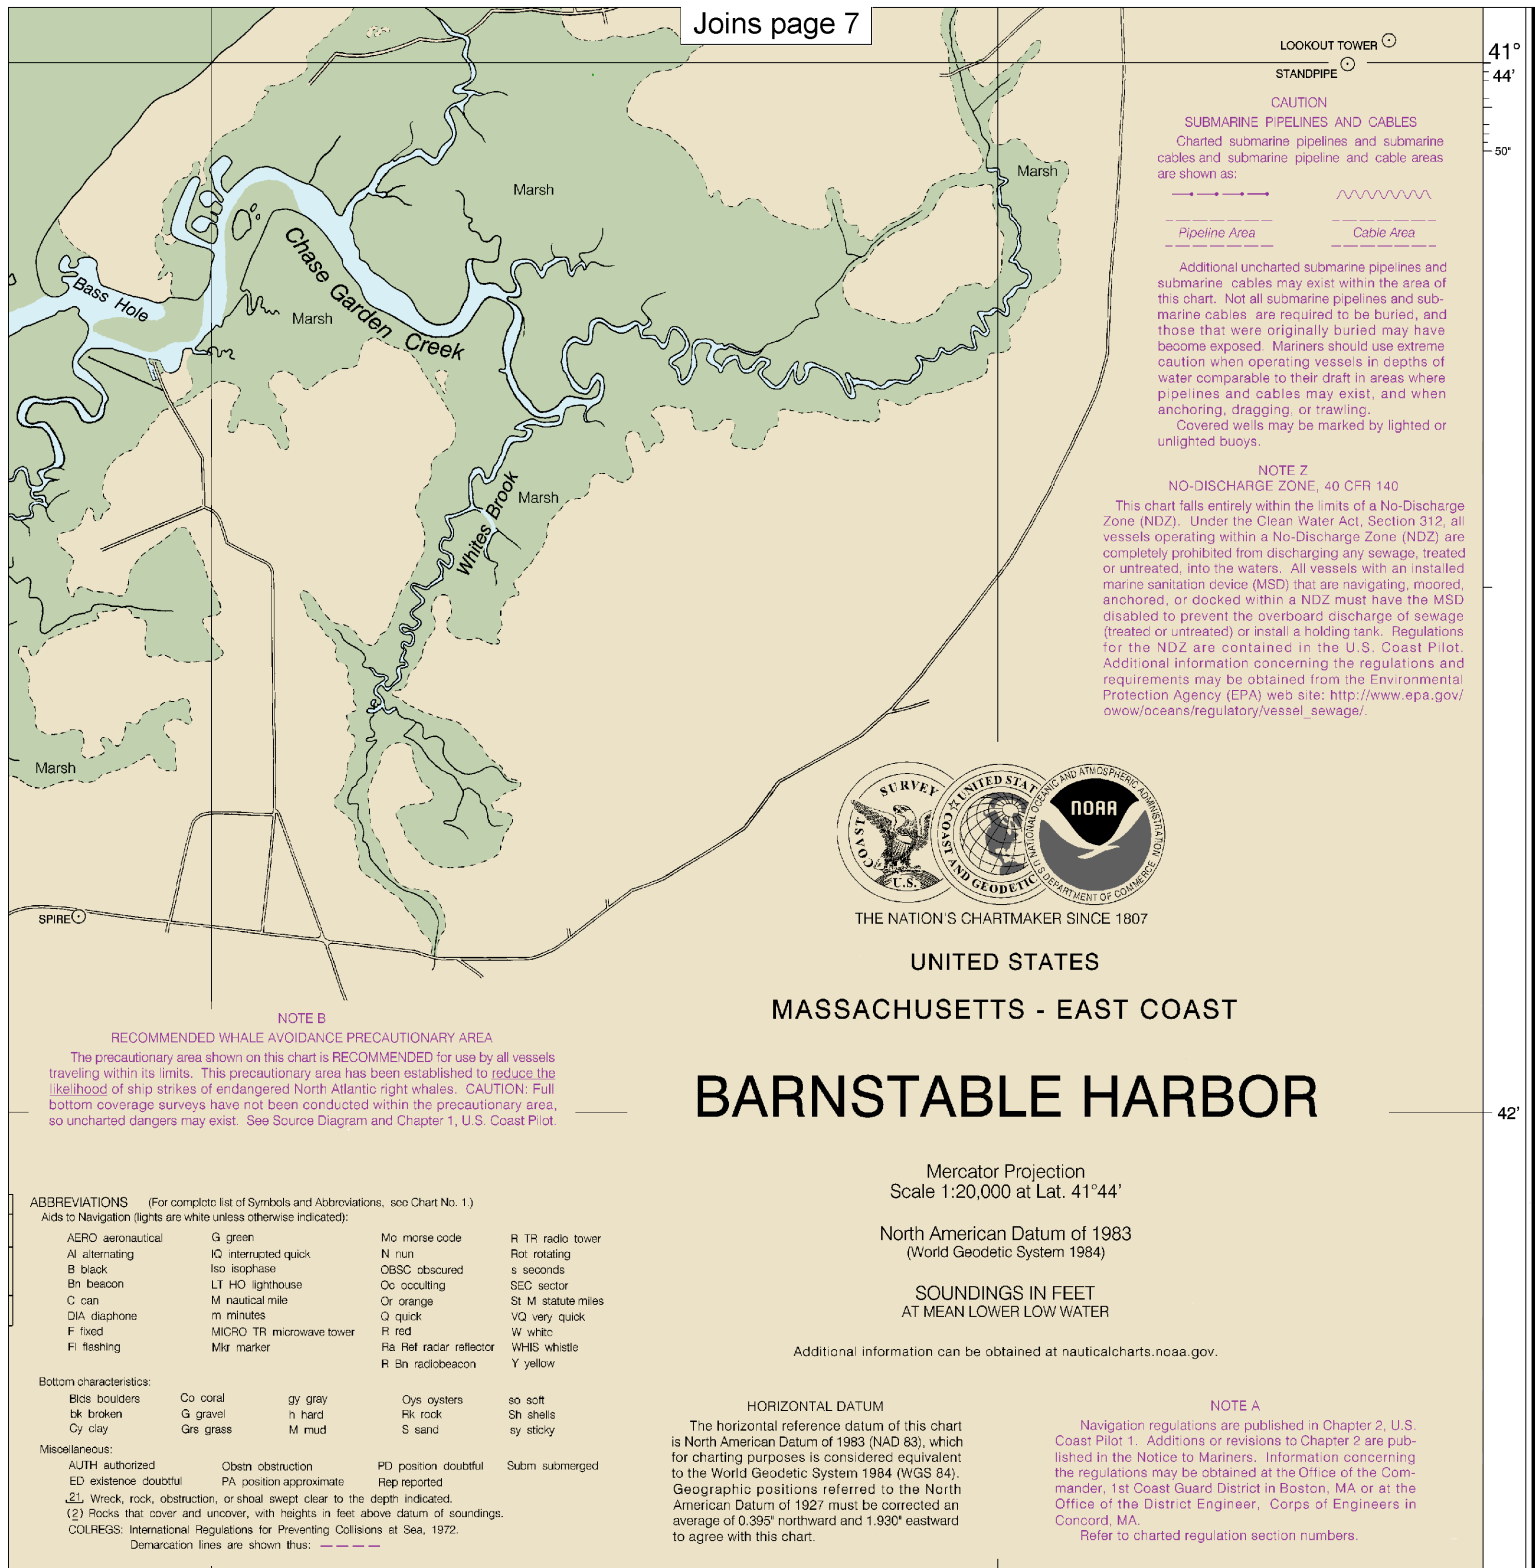 Joins page 7
LOOKOUT TOWER
STANDPIPE
41°
44'
50"
CAUTION
SUBMARINE PIPELINES AND CABLES
Charted submarine pipelines and submarine
cables and submarine pipeline and cable areas
are shown as:
Pipeline Area
Cable Area
Additional uncharted submarine pipelines and
submarine cables may exist within the area of
this chart. Not all submarine pipelines and sub-
marine cables are required to be buried, and
those that were originally buried may have
become exposed. Mariners should use extreme
caution when operating vessels in depths of
water comparable to their draft in areas where
pipelines and cables may exist, and when
anchoring, dragging, or trawling.
Covered wells may be marked by lighted or
unlighted buoys.
NOTE Z
NO-DISCHARGE ZONE, 40 CFR 140
This chart falls entirely within the limits of a No-Discharge
Zone (NDZ). Under the Clean Water Act, Section 312, all
vessels operating within a No-Discharge Zone (NDZ) are
completely prohibited from discharging any sewage, treated
or untreated, into the waters. All vessels with an installed
marine sanitation device (MSD) that are navigating, moored,
anchored, or docked within a NDZ must have the MSD
disabled to prevent the overboard discharge of sewage
(treated or untreated) or install a holding tank. Regulations
for the NDZ are contained in the U.S. Coast Pilot.
Additional information concerning the regulations and
requirements may be obtained from the Environmental
Protection Agency (EPA) web site: http://www.epa.gov/
owow/oceans/regulatory/vessel_sewage/.
Marsh
Marsh
Chase Garden Creek
Bass Hole
Marsh
Marsh
Whites Brook
Marsh
SPIRE
COAST SURVEY
U.S.
UNITED STAT
COAST AND GEODETIC
NATIONAL OCEANIC AND ATMOSPHERIC ADMINISTRATION
NOAA
U.S. DEPARTMENT OF COMMERCE
THE NATION'S CHARTMAKER SINCE 1807
UNITED STATES
MASSACHUSETTS - EAST COAST
BARNSTABLE HARBOR
42'
Mercator Projection
Scale 1:20,000 at Lat. 41°44'
North American Datum of 1983
(World Geodetic System 1984)
SOUNDINGS IN FEET
AT MEAN LOWER LOW WATER
Additional information can be obtained at nauticalcharts.noaa.gov.
NOTE B
RECOMMENDED WHALE AVOIDANCE PRECAUTIONARY AREA
The precautionary area shown on this chart is RECOMMENDED for use by all vessels
traveling within its limits. This precautionary area has been established to reduce the
likelihood of ship strikes of endangered North Atlantic right whales. CAUTION: Full
bottom coverage surveys have not been conducted within the precautionary area,
so uncharted dangers may exist. See Source Diagram and Chapter 1, U.S. Coast Pilot.
ABBREVIATIONS (For complete list of Symbols and Abbreviations, see Chart No. 1.)
Aids to Navigation (lights are white unless otherwise indicated):
AERO aeronautical G green Mo morse code R TR radio tower
Al alternating IQ interrupted quick N nun Rot rotating
B black Iso isophase OBSC obscured s seconds
Bn beacon LT HO lighthouse Oc occulting SEC sector
C can M nautical mile Or orange St M statute miles
DIA diaphone m minutes Q quick VQ very quick
F fixed MICRO TR microwave tower R red W white
Fl flashing Mkr marker Ra Ref radar reflector WHIS whistle
R Bn radiobeacon Y yellow
Bottom characteristics:
Blds boulders Co coral gy gray Oys oysters so soft
bk broken G gravel h hard Rk rock Sh shells
Cy clay Grs grass M mud S sand sy sticky
Miscellaneous:
AUTH authorized Obstn obstruction PD position doubtful Subm submerged
ED existence doubtful PA position approximate Rep reported
21, Wreck, rock, obstruction, or shoal swept clear to the depth indicated.
(2) Rocks that cover and uncover, with heights in feet above datum of soundings.
COLREGS: International Regulations for Preventing Collisions at Sea, 1972.
Demarcation lines are shown thus:
HORIZONTAL DATUM
The horizontal reference datum of this chart
is North American Datum of 1983 (NAD 83), which
for charting purposes is considered equivalent
to the World Geodetic System 1984 (WGS 84).
Geographic positions referred to the North
American Datum of 1927 must be corrected an
average of 0.395" northward and 1.930" eastward
to agree with this chart.
NOTE A
Navigation regulations are published in Chapter 2, U.S.
Coast Pilot 1. Additions or revisions to Chapter 2 are pub-
lished in the Notice to Mariners. Information concerning
the regulations may be obtained at the Office of the Com-
mander, 1st Coast Guard District in Boston, MA or at the
Office of the District Engineer, Corps of Engineers in
Concord, MA.
Refer to charted regulation section numbers.